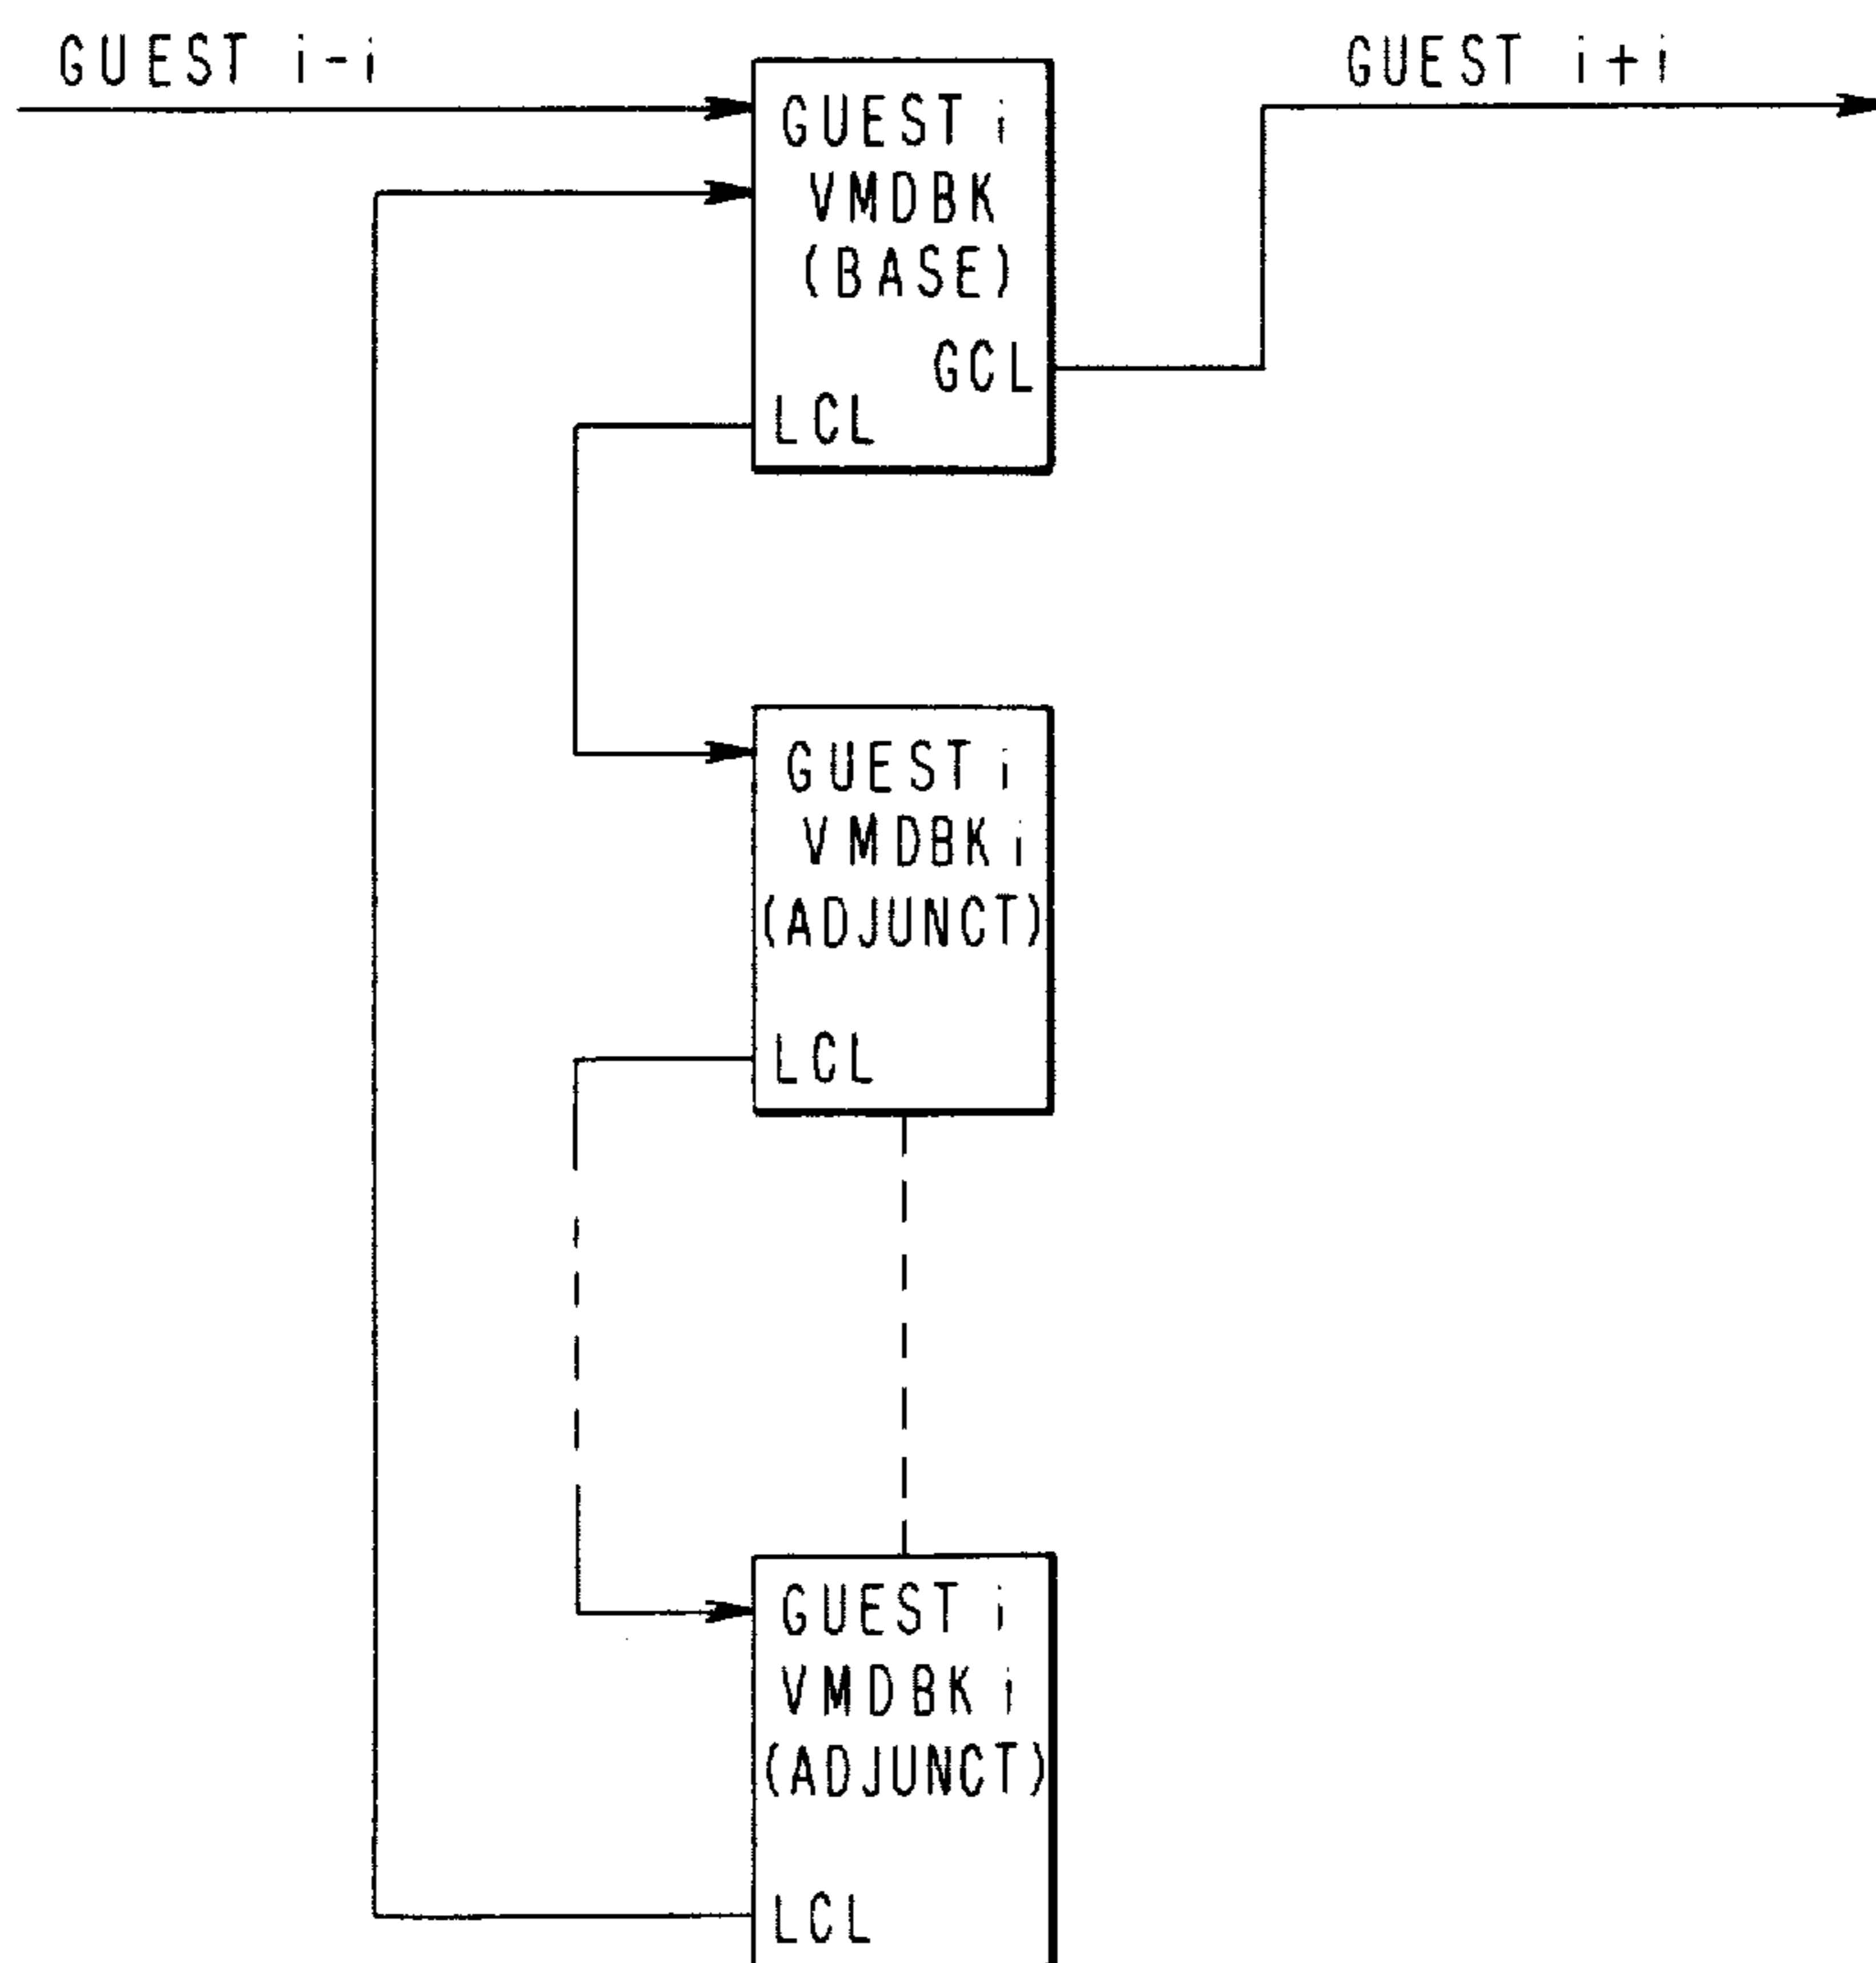 GUEST i-i
GUEST i+i
GUEST i
VMDBK
(BASE)
GCL
LCL
GUEST i
VMDBK i
(ADJUNCT)
LCL
GUEST i
VMDBK i
(ADJUNCT)
LCL